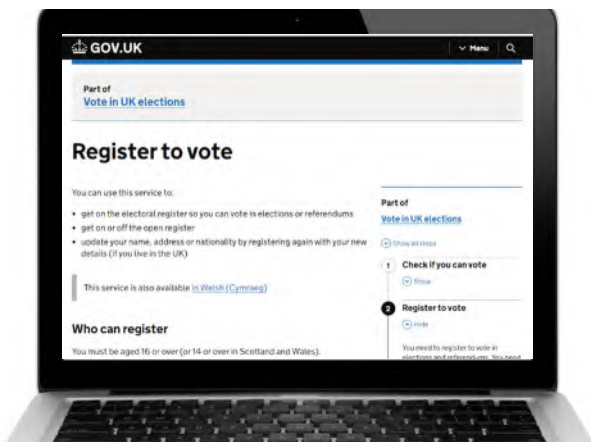 GOV.UK
Menu
Part of
Vote in UK elections
Register to vote
You can use this service to:
• get on the electoral register so you can vote in elections or referendums
• get on or off the open register
• update your name, address or nationality by registering again with your new
details (if you live in the UK)
This service is also available in Welsh (Cymraeg)
Who can register
You must be aged 16 or over (or 14 or over in Scotland and Wales).
Part of
Vote in UK elections
Show all steps
1 Check if you can vote
Show
2 Register to vote
Hide
You need to register to vote in
elections and referendums. You need